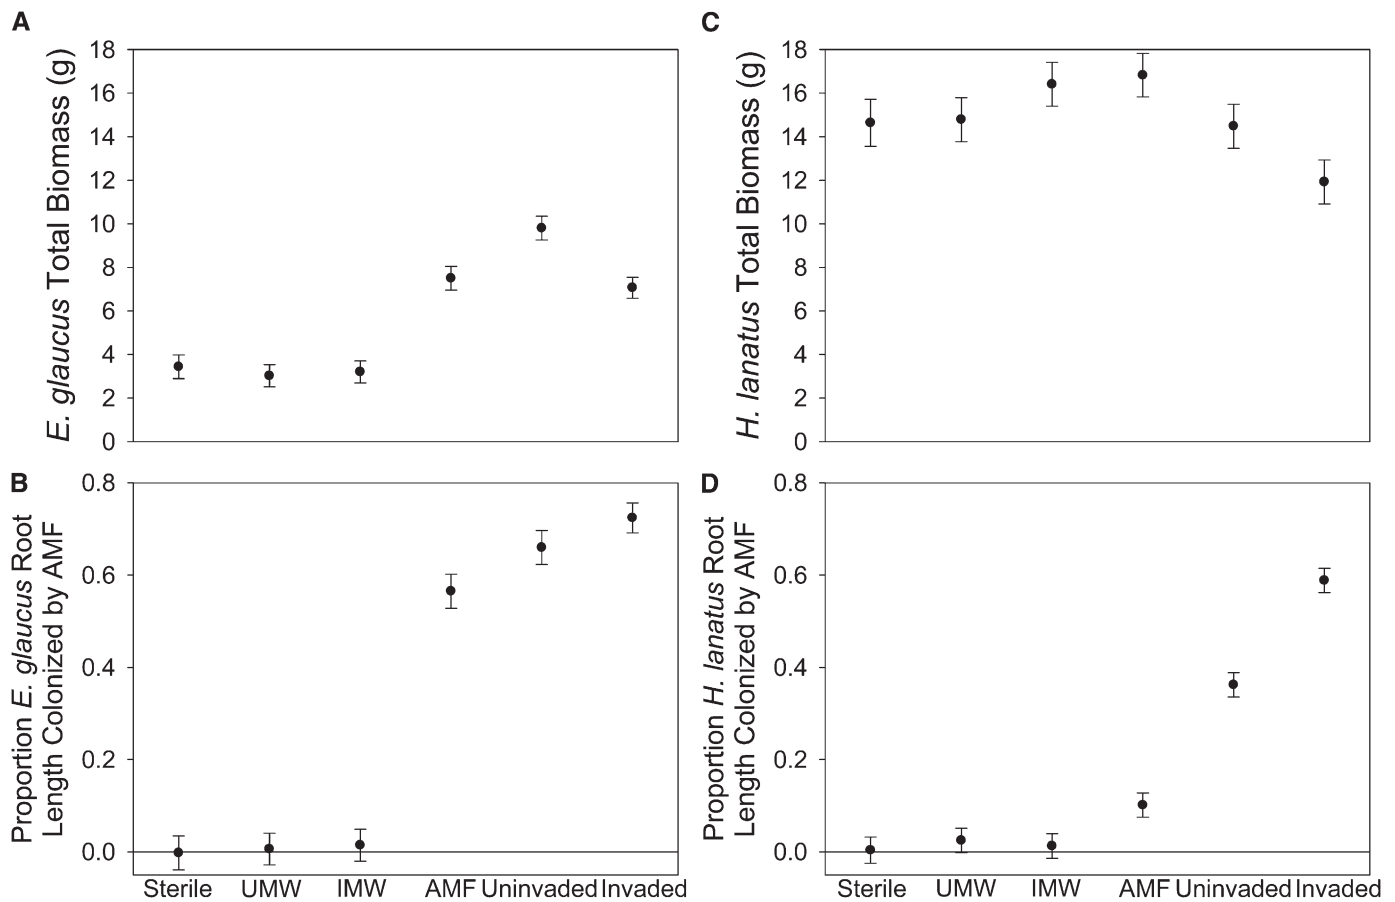 A
E. glaucus Total Biomass (g)
18
16
14
12
10
8
6
4
2
0
B
Proportion E. glaucus Root
Length Colonized by AMF
0.8
0.6
0.4
0.2
0.0
Sterile UMW IMW AMF Uninvaded Invaded
C
H. lanatus Total Biomass (g)
18
16
14
12
10
8
6
4
2
0
D
Proportion H. lanatus Root
Length Colonized by AMF
0.8
0.6
0.4
0.2
0.0
Sterile UMW IMW AMF Uninvaded Invaded